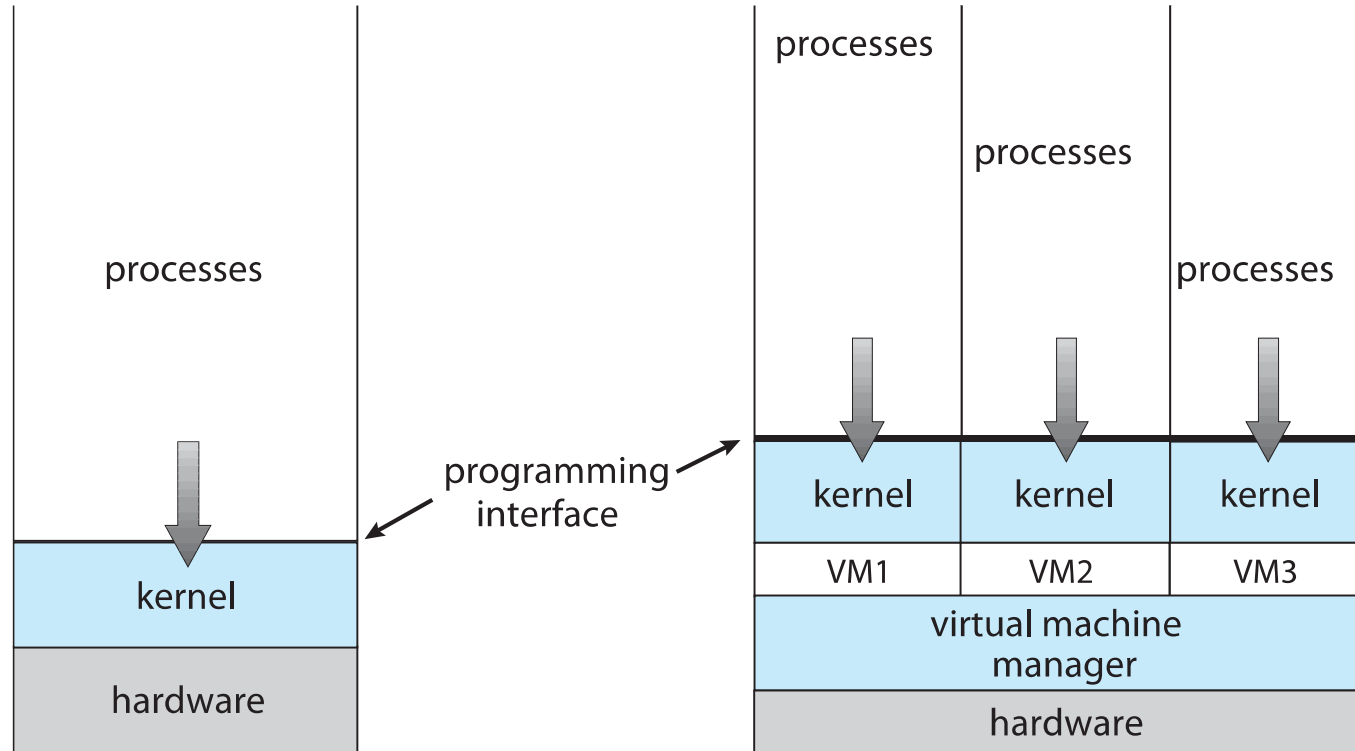 processes
kernel
hardware
programming
interface
processes
processes
processes
kernel
kernel
kernel
VM1
VM2
VM3
virtual machine
manager
hardware